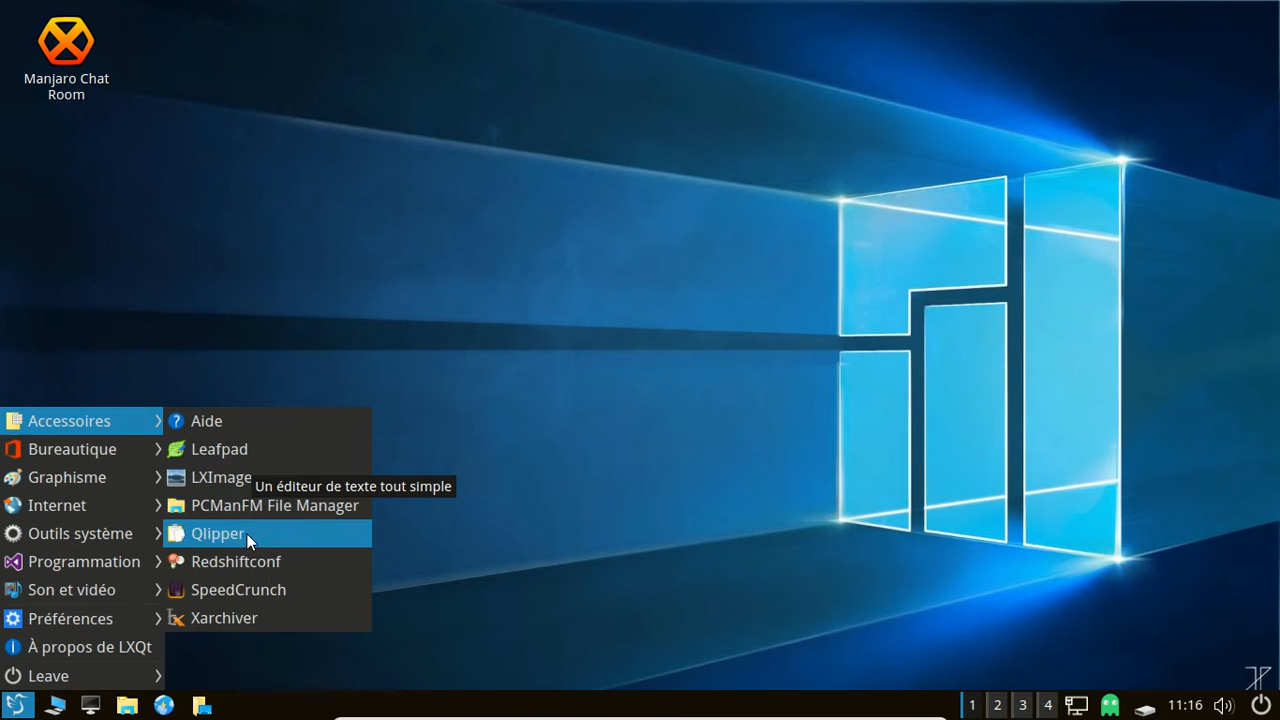 Manjaro Chat
Room
Accessoires
Bureautique
Graphisme
Internet
Outils système
Programmation
Son et vidéo
Préférences
À propos de LXQt
Leave
Aide
Leafpad
LXImage
Un éditeur de texte tout simple
PCManFM File Manager
Qlipper
Redshiftconf
SpeedCrunch
Xarchiver
1 2 3 4 11:16